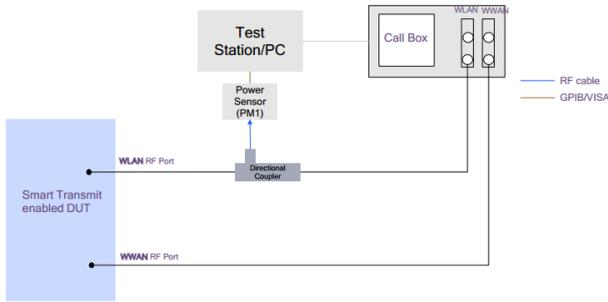 WLAN WWAN
Test
Station/PC
Call Box
Power
Sensor
(PM1)
RF cable
GPIB/VISA
WLAN RF Port
Directional
Coupler
Smart Transmit
enabled DUT
WWAN RF Port